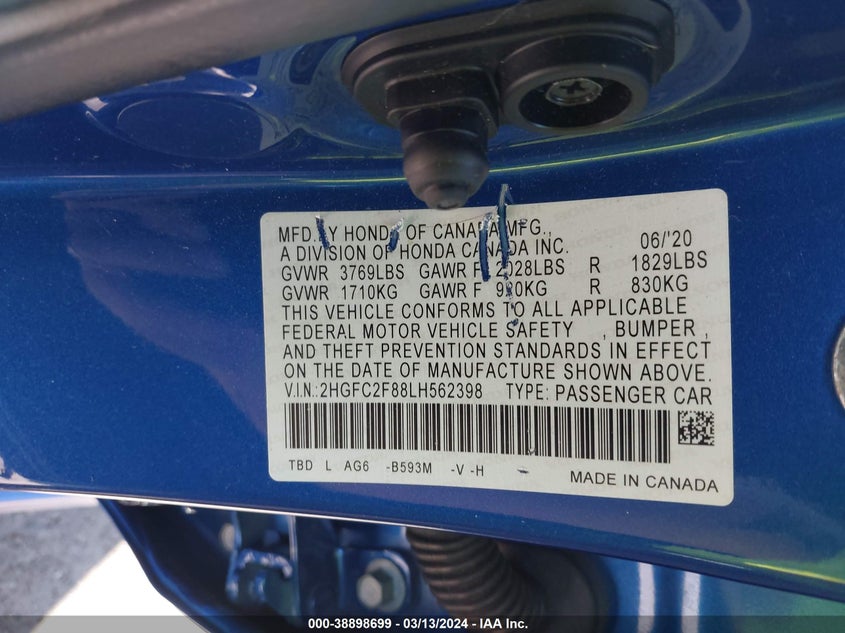 MFD. BY HONDA OF CANADA MFG.,
A DIVISION OF HONDA CANADA INC. 06/'20
GVWR 3769LBS GAWR F 2028LBS R 1829LBS
GVWR 1710KG GAWR F 920KG R 830KG
THIS VEHICLE CONFORMS TO ALL APPLICABLE
FEDERAL MOTOR VEHICLE SAFETY , BUMPER ,
AND THEFT PREVENTION STANDARDS IN EFFECT
ON THE DATE OF MANUFACTURE SHOWN ABOVE.
V.I.N.:2HGFC2F88LH562398 TYPE: PASSENGER CAR
TBD L AG6 -B593M -V -H -
MADE IN CANADA
000-38898699 — 03/13/2024 — IAA Inc.